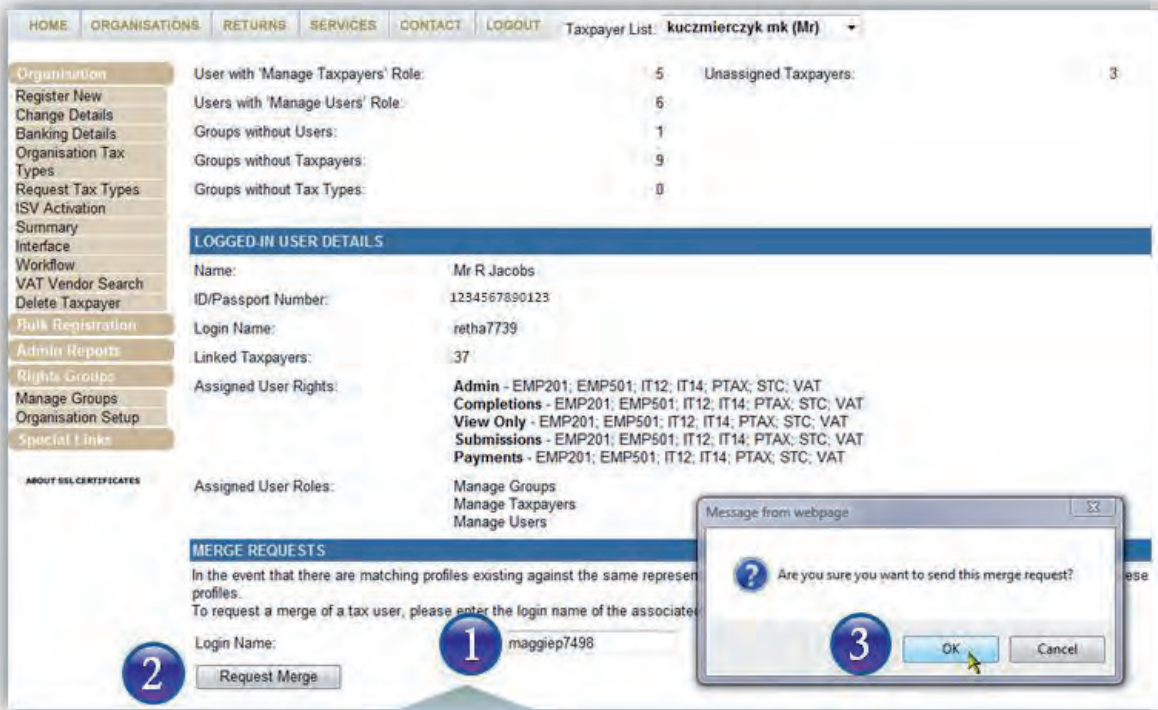 HOME ORGANISATIONS RETURNS SERVICES CONTACT LOGOUT Taxpayer List: kuczmierczyk mk (Mr)
Organisation
Register New
Change Details
Banking Details
Organisation Tax
Types
Request Tax Types
ISV Activation
Summary
Interface
Workflow
VAT Vendor Search
Delete Taxpayer
Bulk Registration
Admin Reports
Rights Groups
Manage Groups
Organisation Setup
Special Links
ABOUT SSL CERTIFICATES
User with 'Manage Taxpayers' Role: 5 Unassigned Taxpayers: 3
Users with 'Manage Users' Role: 6
Groups without Users: 1
Groups without Taxpayers: 9
Groups without Tax Types: 0
LOGGED-IN USER DETAILS
Name: Mr R Jacobs
ID/Passport Number: 1234567890123
Login Name: retha7739
Linked Taxpayers: 37
Assigned User Rights: Admin - EMP201; EMP501; IT12; IT14; PTAX; STC; VAT
Completions - EMP201; EMP501; IT12; IT14; PTAX; STC; VAT
View Only - EMP201; EMP501; IT12; IT14; PTAX; STC; VAT
Submissions - EMP201; EMP501; IT12; IT14; PTAX; STC; VAT
Payments - EMP201; EMP501; IT12; IT14; PTAX; STC; VAT
Assigned User Roles: Manage Groups
Manage Taxpayers
Manage Users
MERGE REQUESTS
In the event that there are matching profiles existing against the same represen ese
profiles.
To request a merge of a tax user, please enter the login name of the associate
Login Name: 1 maggiep7498
2 Request Merge
Message from webpage
Are you sure you want to send this merge request?
3 OK Cancel